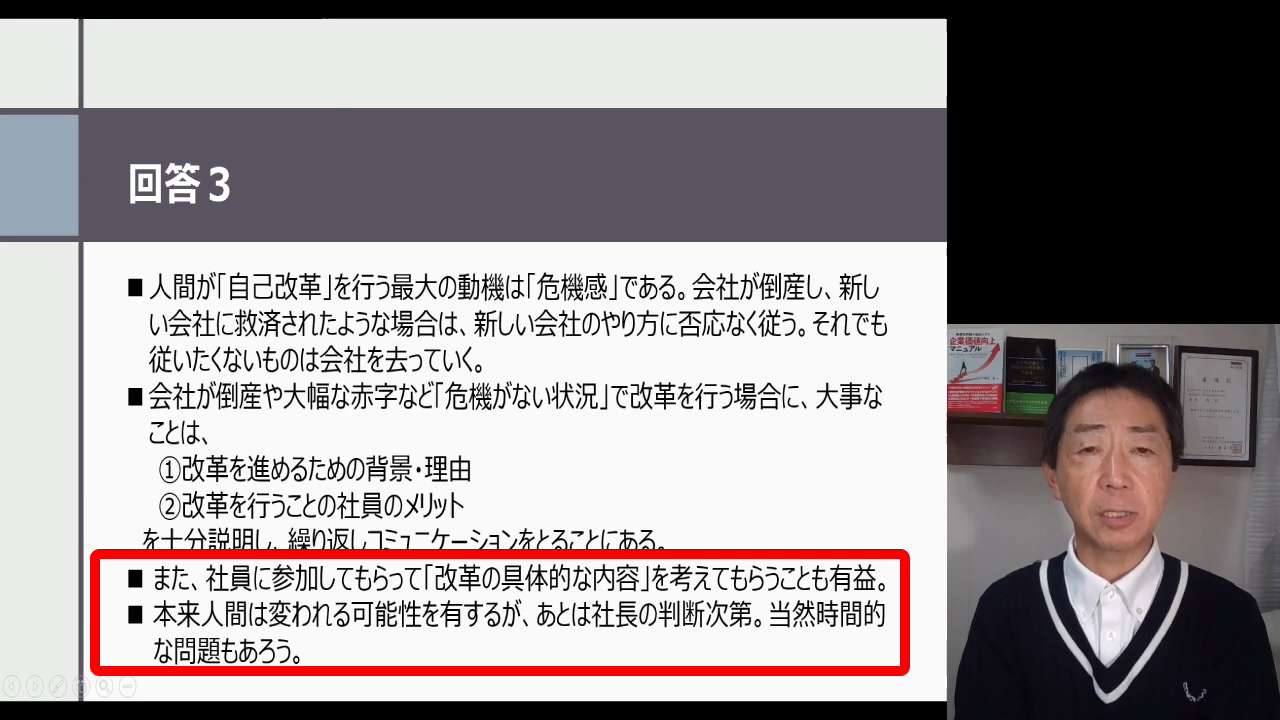 回答３
■ 人間が「自己改革」を行う最大の動機は「危機感」である。会社が倒産し、新し
い会社に救済されたような場合は、新しい会社のやり方に否応なく従う。それでも
従いたくないものは会社を去っていく。
■ 会社が倒産や大幅な赤字など「危機がない状況」で改革を行う場合に、大事な
ことは、
①改革を進めるための背景・理由
②改革を行うことの社員のメリット
を十分説明し、繰り返しコミュニケーションをとることにある。
■ また、社員に参加してもらって「改革の具体的な内容」を考えてもらうことも有益。
■ 本来人間は変われる可能性を有するが、あとは社長の判断次第。当然時間的
な問題もあろう。
企業価値向上
マニュアル